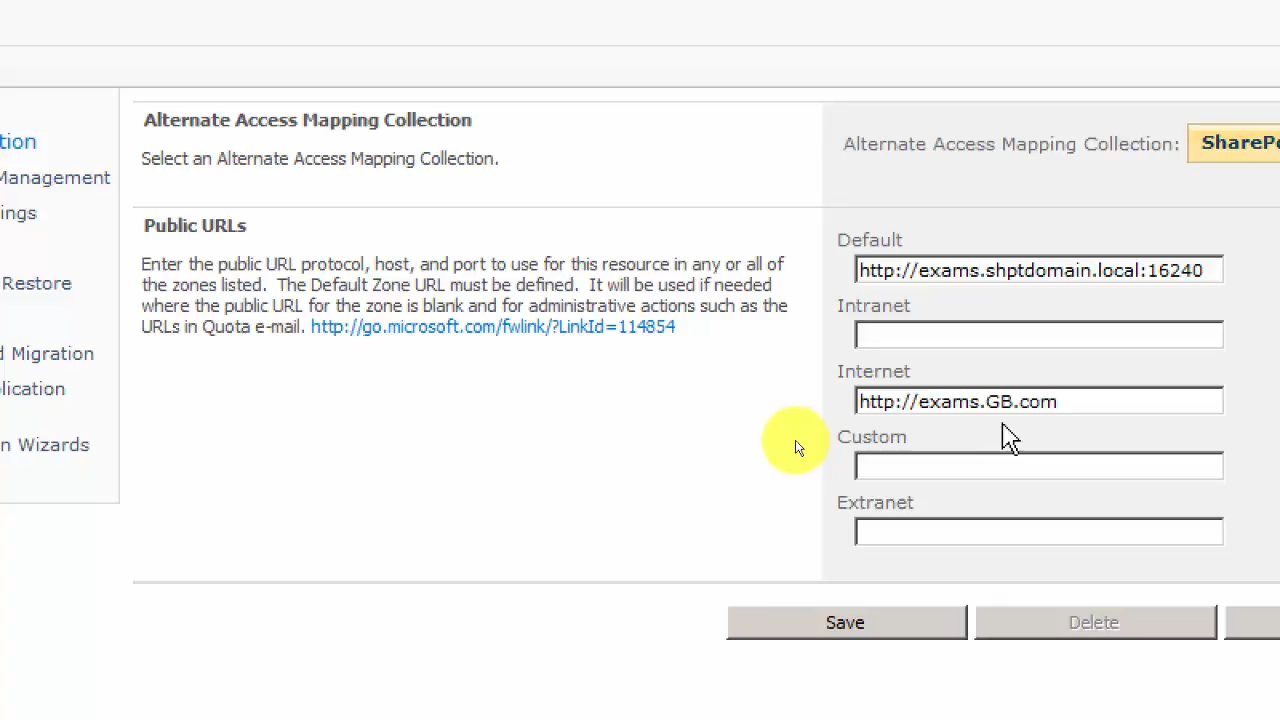 Alternate Access Mapping Collection
Select an Alternate Access Mapping Collection.
Alternate Access Mapping Collection:
tion
Management
ings
Restore
d Migration
lication
n Wizards
Public URLs
Enter the public URL protocol, host, and port to use for this resource in any or all of
the zones listed. The Default Zone URL must be defined. It will be used if needed
where the public URL for the zone is blank and for administrative actions such as the
URLs in Quota e-mail. http://go.microsoft.com/fwlink/?LinkId=114854
Default
http://exams.shptdomain.local:16240
Intranet
Internet
http://exams.GB.com
Custom
Extranet
Save
Delete